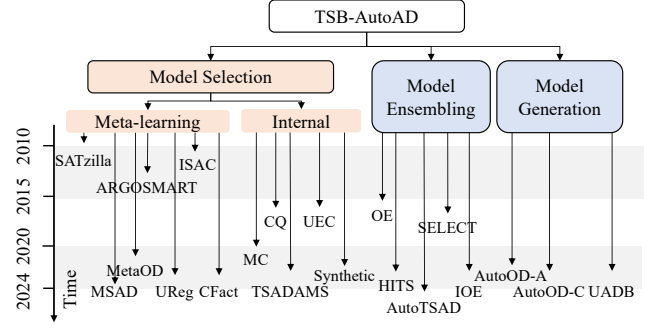 TSB-AutoAD
Model Selection
Model
Ensembling
Model
Generation
Meta-learning
Internal
2010
2015
2020
2024
Time
SATzilla
ISAC
ARGOSMART
CQ
UEC
OE
SELECT
MC
MetaOD
Synthetic
AutoOD-A
MSAD
UReg
CFact
TSADAMS
HITS
IOE
AutoOD-C
UADB
AutoTSAD